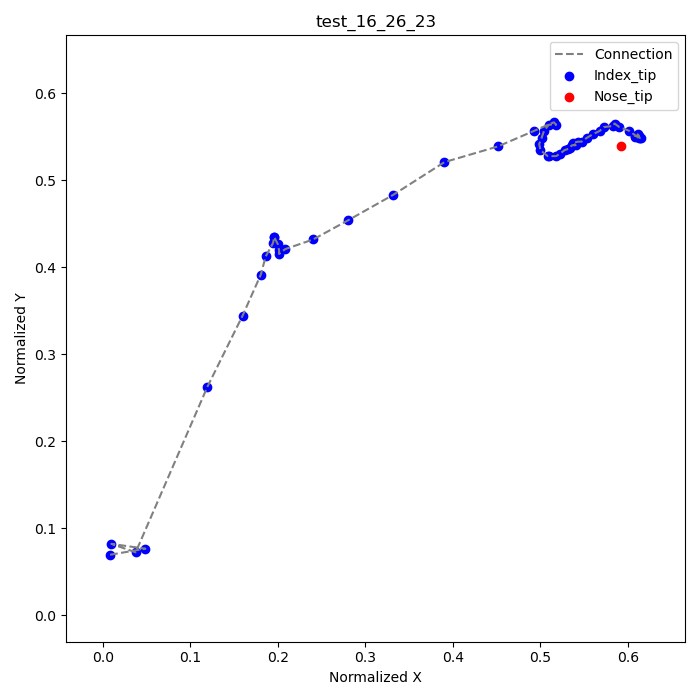 test_16_26_23
Connection
Index_tip
Nose_tip
Normalized Y
0.6
0.5
0.4
0.3
0.2
0.1
0.0
0.0 0.1 0.2 0.3 0.4 0.5 0.6
Normalized X